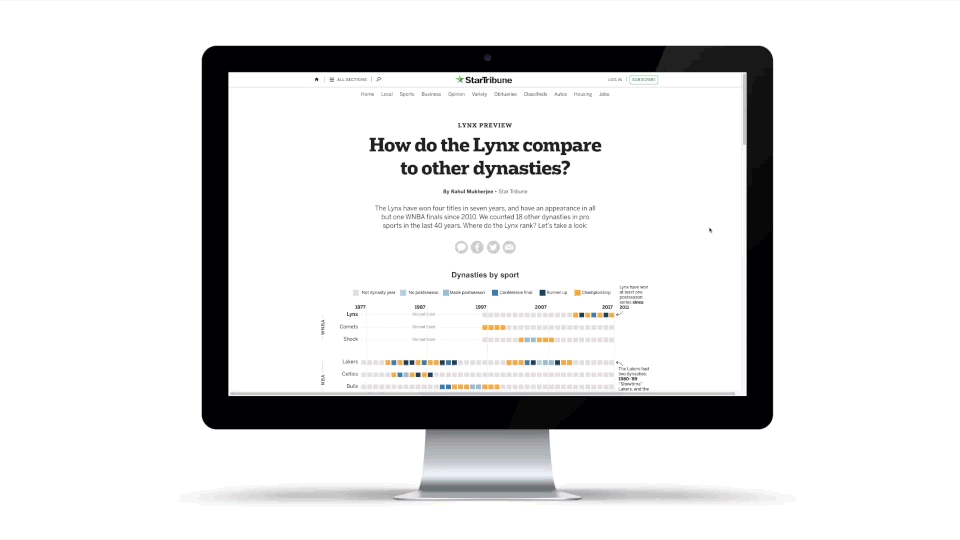 ALL SECTIONS
StarTribune
LOG IN
SUBSCRIBE
Home Local Sports Business Opinion Variety Obituaries Classifieds Autos Housing Jobs
LYNX PREVIEW
How do the Lynx compare
to other dynasties?
By Rahul Mukherjee • Star Tribune
The Lynx have won four titles in seven years, and have an appearance in all
but one WNBA finals since 2010. We counted 18 other dynasties in pro
sports in the last 40 years. Where do the Lynx rank? Let's take a look:
Dynasties by sport
Not dynasty year No postseason Made postseason Conference final Runner up Championship
1977 1987 1997 2007 2017
Lynx have won
at least one
postseason
series since
2011
WNBA
Lynx
Comets
Shock
NBA
Lakers
Celtics
Bulls
The Lakers had
two dynasties:
1980-'89
"Showtime"
Lakers, and the